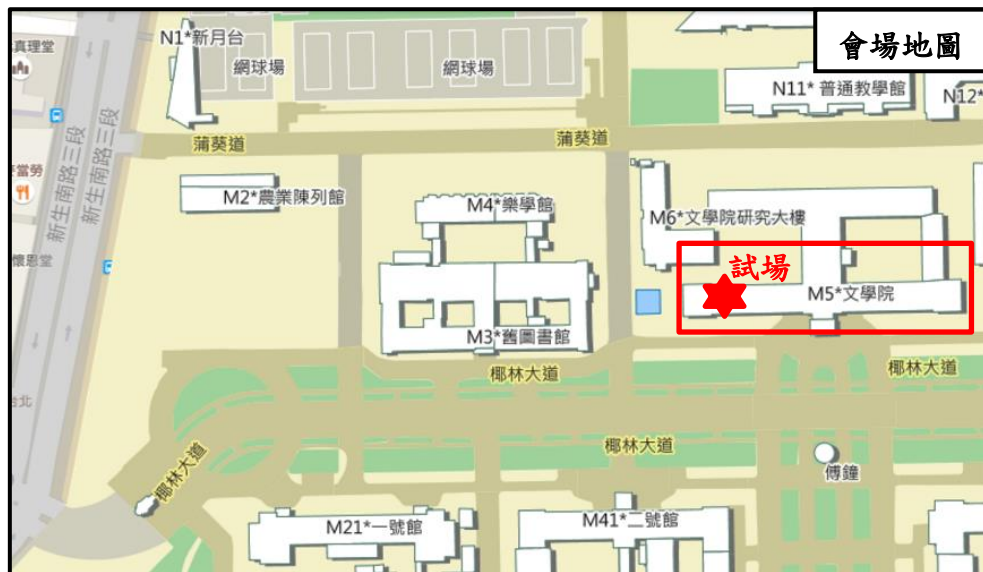 會場地圖
真理堂
N1*新月台
網球場
網球場
N11* 普通教學館
N12*
新生南路三段
新生南路三段
蒲葵道
蒲葵道
當勞
M2*農業陳列館
M4*樂學館
M6*文學院研究大樓
懷恩堂
試場
M5*文學院
M3*舊圖書館
椰林大道
椰林大道
台北
椰林大道
椰林大道
傅鐘
M21*一號館
M41*二號館